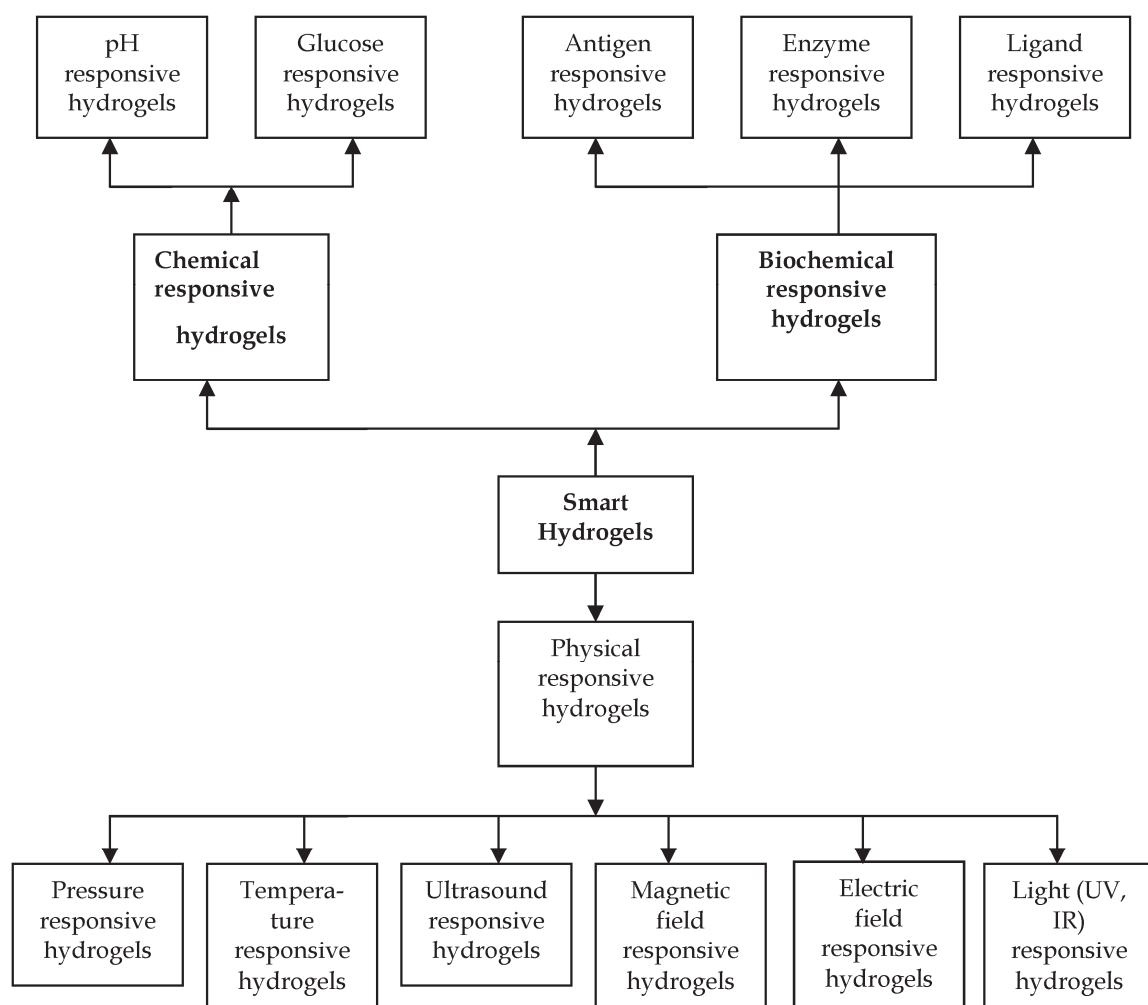 pH
responsive
hydrogels
Glucose
responsive
hydrogels
Antigen
responsive
hydrogels
Enzyme
responsive
hydrogels
Ligand
responsive
hydrogels
Chemical
responsive
hydrogels
Biochemical
responsive
hydrogels
Smart
Hydrogels
Physical
responsive
hydrogels
Pressure
responsive
hydrogels
Tempera-
ture
responsive
hydrogels
Ultrasound
responsive
hydrogels
Magnetic
field
responsive
hydrogels
Electric
field
responsive
hydrogels
Light (UV,
IR)
responsive
hydrogels